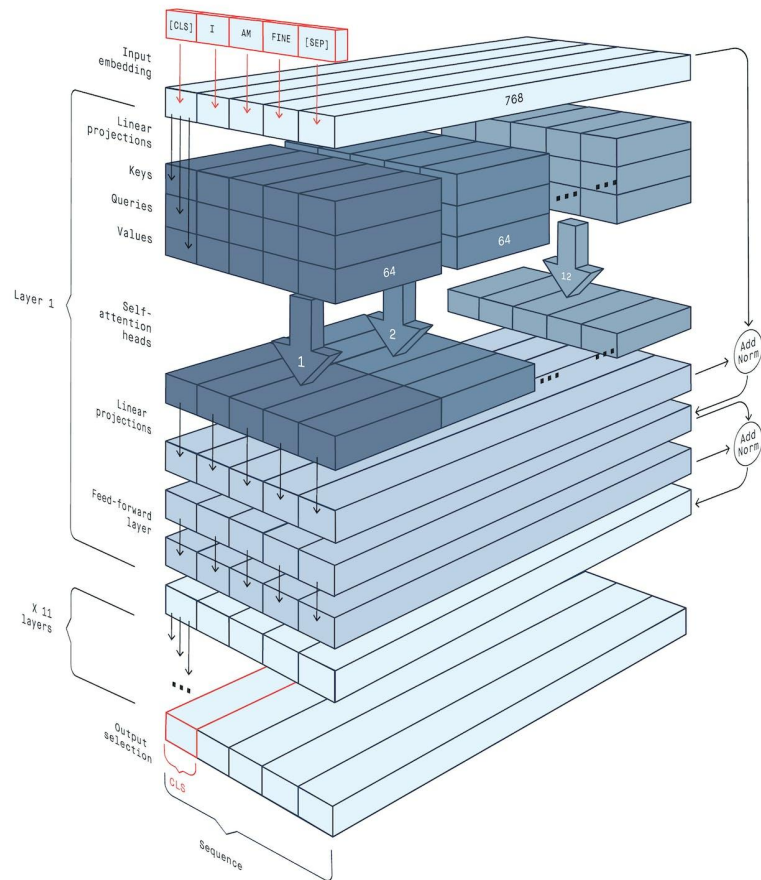 [CLS] I AM FINE [SEP]
Input
embedding
768
Linear
projections
Keys
Queries
Values
64
64
12
Layer 1
Self-
attention
heads
1
2
Add
Norm
Linear
projections
Add
Norm
Feed-forward
layer
X 11
layers
Output
selection
CLS
Sequence